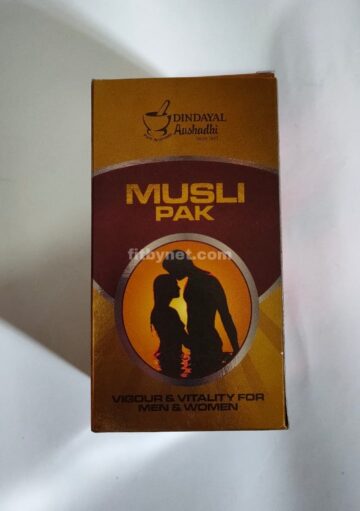 DINDAYAL
Aushadhi
MUSLI
PAK
fitbynet.com
VIGOUR & VITALITY FOR
MEN & WOMEN